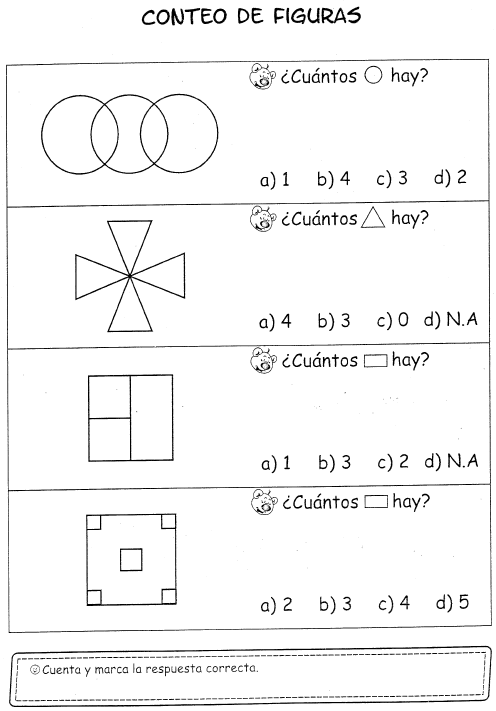 CONTEO DE FIGURAS
¿Cuántos hay?
a) 1 b) 4 c) 3 d) 2
¿Cuántos hay?
a) 4 b) 3 c) 0 d) N.A
¿Cuántos hay?
a) 1 b) 3 c) 2 d) N.A
¿Cuántos hay?
a) 2 b) 3 c) 4 d) 5
Cuenta y marca la respuesta correcta.